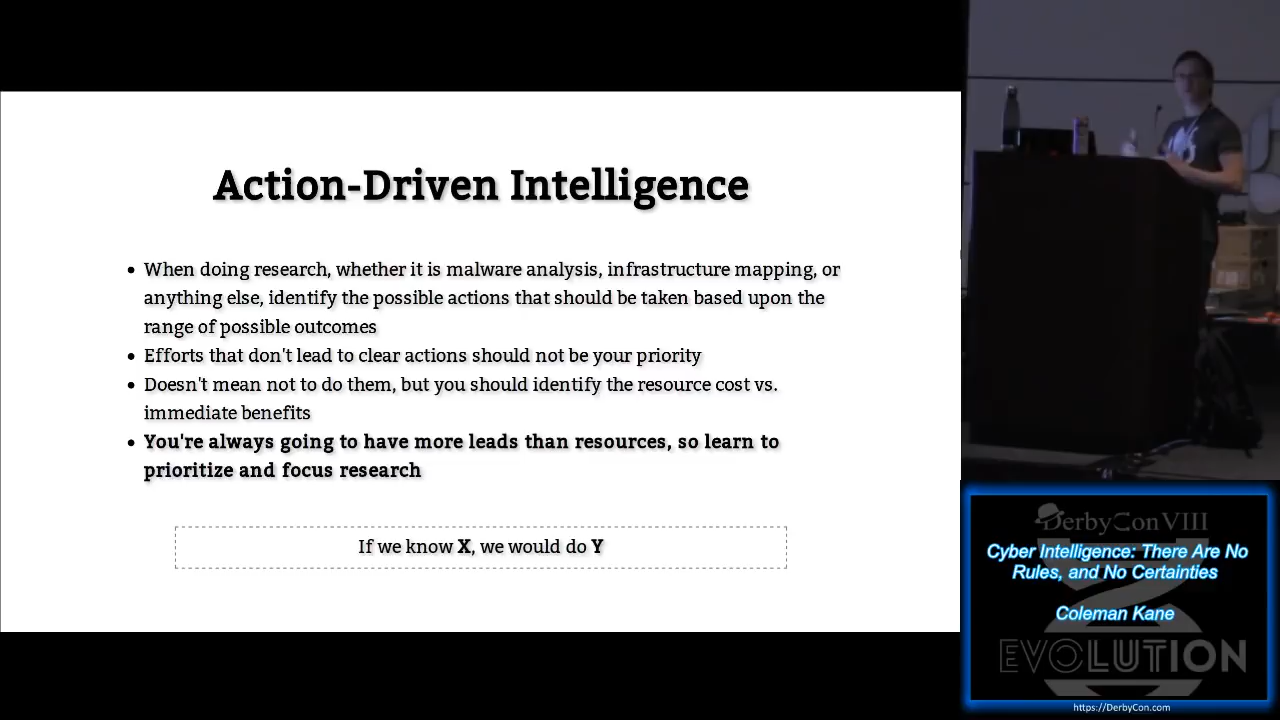 Action-Driven Intelligence
• When doing research, whether it is malware analysis, infrastructure mapping, or
anything else, identify the possible actions that should be taken based upon the
range of possible outcomes
• Efforts that don't lead to clear actions should not be your priority
• Doesn't mean not to do them, but you should identify the resource cost vs.
immediate benefits
• You're always going to have more leads than resources, so learn to
prioritize and focus research
If we know X, we would do Y
DerbyCon VIII
Cyber Intelligence: There Are No
Rules, and No Certainties
Coleman Kane
EVOLUTION
https://DerbyCon.com